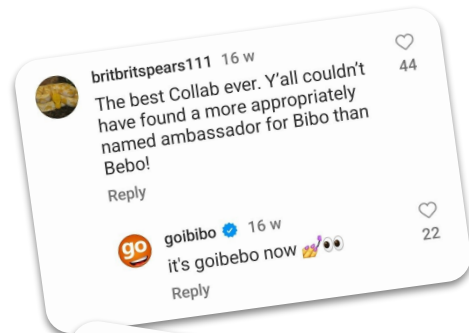 britbritspears111 16 w
The best Collab ever. Y'all couldn't
have found a more appropriately
named ambassador for Bibo than
Bebo!
44
Reply
go
goibibo 16 w
it's goibebo now 💅👀
22
Reply